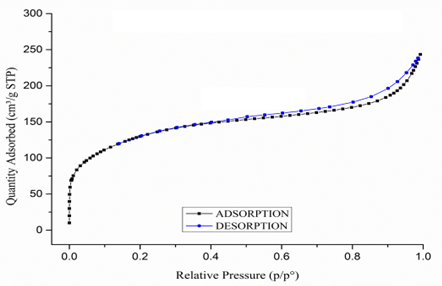 300
250
200
150
100
50
0
Quantity Adsorbed (cm³/g STP)
ADSORPTION
DESORPTION
0.0 0.2 0.4 0.6 0.8 1.0
Relative Pressure (p/p°)